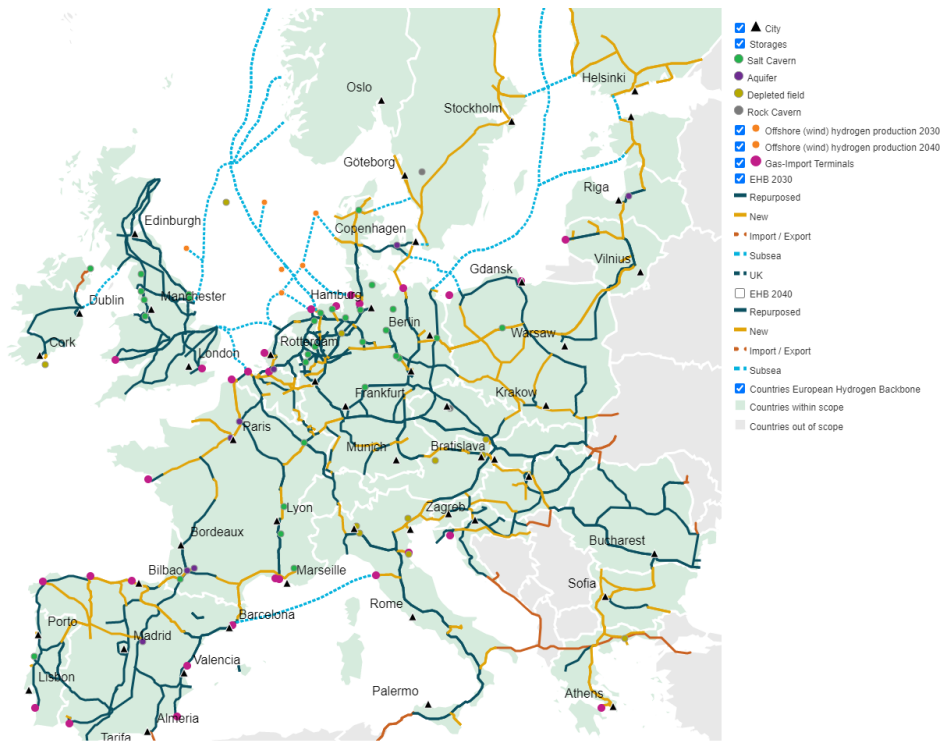 Oslo
Helsinki
Stockholm
Göteborg
Riga
Edinburgh
Copenhagen
Vilnius
Gdansk
Dublin
Manchester
Hamburg
Berlin
Warsaw
Cork
London
Rotterdam
Frankfurt
Krakow
Paris
Munich
Bratislava
Lyon
Zagreb
Bordeaux
Bucharest
Bilbao
Marseille
Sofia
Rome
Barcelona
Porto
Madrid
Valencia
Lisbon
Palermo
Athens
Almeria
Tarifa
City
Storages
Salt Cavern
Aquifer
Depleted field
Rock Cavern
Offshore (wind) hydrogen production 2030
Offshore (wind) hydrogen production 2040
Gas-Import Terminals
EHB 2030
Repurposed
New
Import / Export
Subsea
UK
EHB 2040
Repurposed
New
Import / Export
Subsea
Countries European Hydrogen Backbone
Countries within scope
Countries out of scope